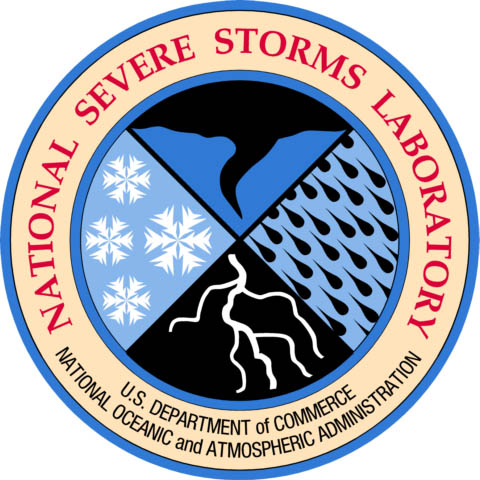 NATIONAL SEVERE STORMS LABORATORY
U.S. DEPARTMENT of COMMERCE
NATIONAL OCEANIC and ATMOSPHERIC ADMINISTRATION